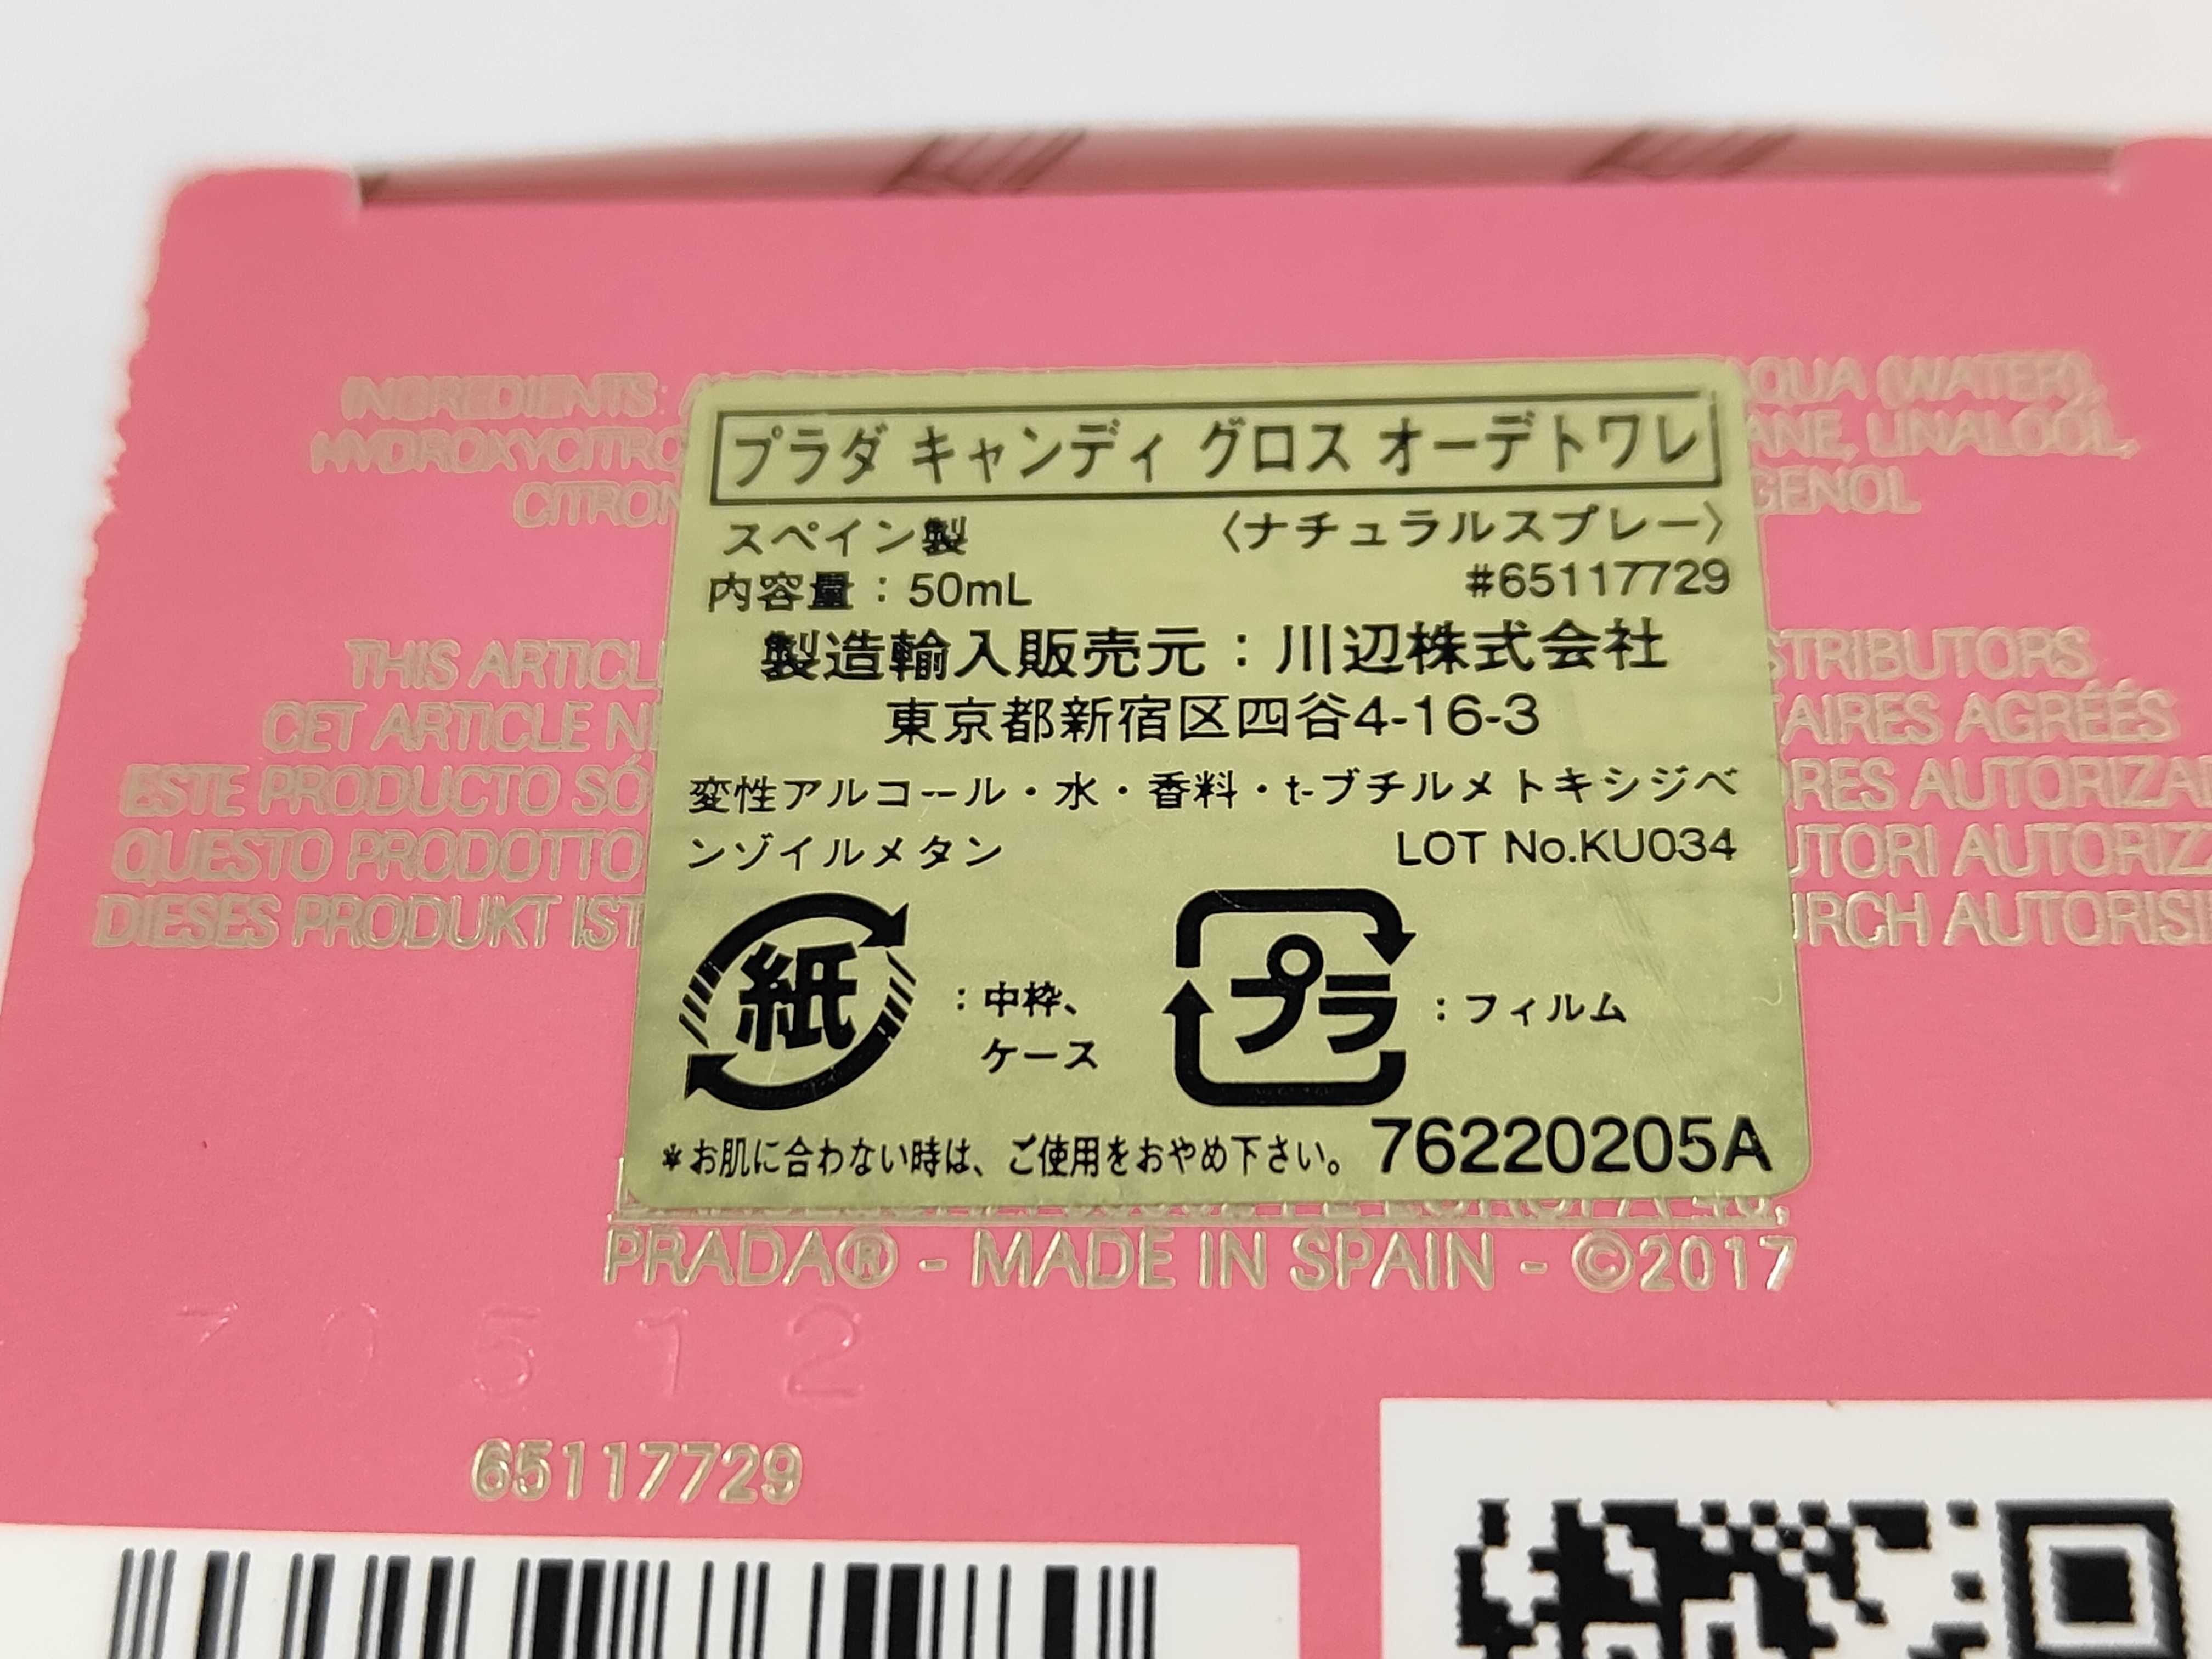 INGREDIENTS
QUA (WATER),
HYDROXYCITRO
ANE, LINALOOL,
CITRON
GENOL
プラダ キャンディ グロス オーデトワレ
スペイン製 〈ナチュラルスプレー〉
内容量：50mL #65117729
製造輸入販売元：川辺株式会社
東京都新宿区四谷4-16-3
変性アルコール・水・香料・t-ブチルメトキシジベ
ンゾイルメタン LOT No.KU034
紙 ：中枠、
ケース
プラ ：フィルム
*お肌に合わない時は、ご使用をおやめ下さい。 76220205A
THIS ARTICL
STRIBUTORS
CET ARTICLE NE
AIRES AGRÉÉS
ESTE PRODUCTO SÓ
RES AUTORIZA
QUESTO PRODOTTO
UTORI AUTORIZ
DIESES PRODUKT IST
URCH AUTORISI
PRADA® - MADE IN SPAIN - ©2017
70512
65117729